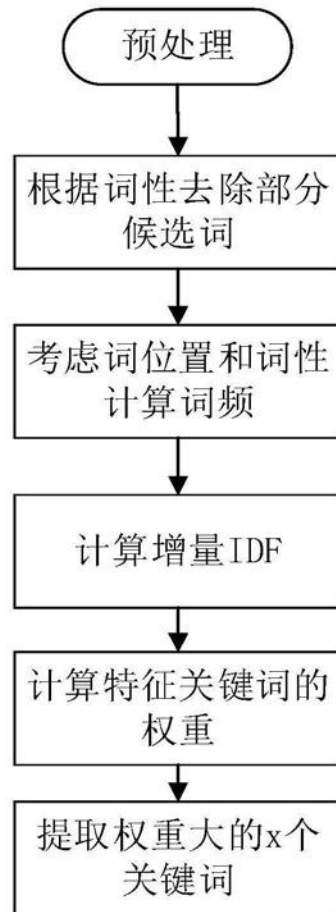 预处理
根据词性去除部分
候选词
考虑词位置和词性
计算词频
计算增量IDF
计算特征关键词的
权重
提取权重大的x个
关键词